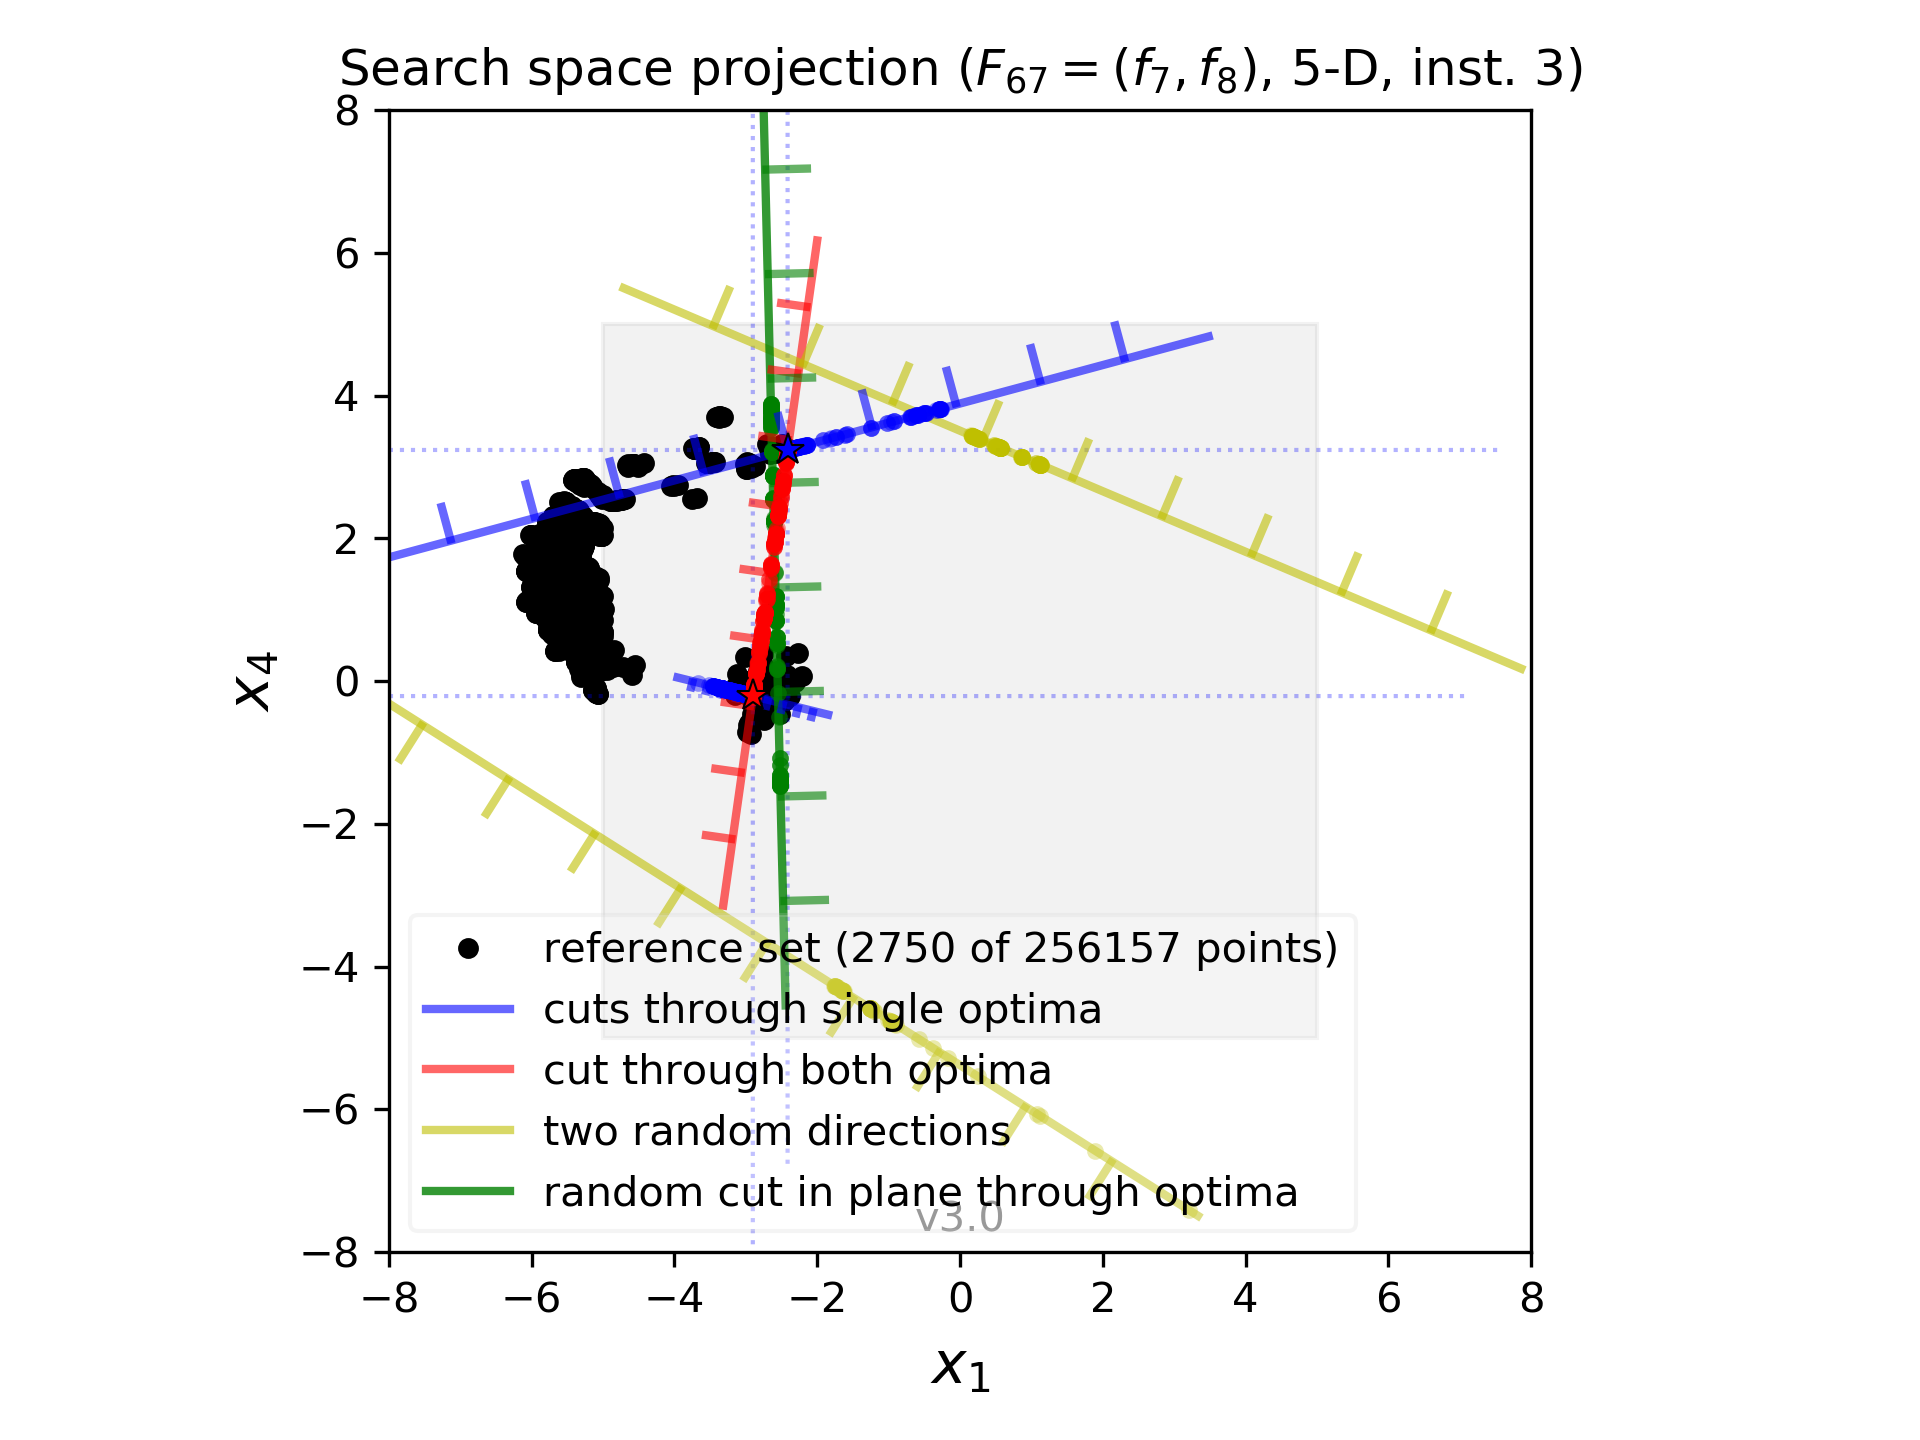 Search space projection (F₆₇ = (f₇, f₈), 5-D, inst. 3)
8
6
4
2
0
−2
−4
−6
−8
x₄
reference set (2750 of 256157 points)
cuts through single optima
cut through both optima
two random directions
random cut in plane through optima
v3.0
−8 −6 −4 −2 0 2 4 6 8
x₁